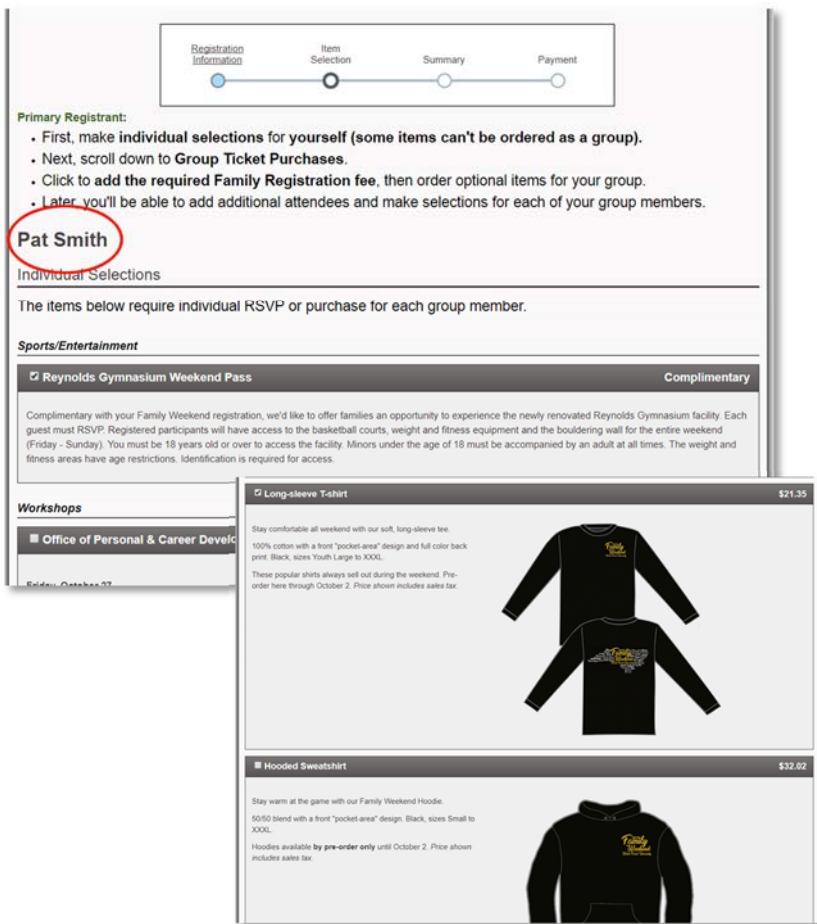 Registration
Information
Item
Selection
Summary
Payment
Primary Registrant:
• First, make individual selections for yourself (some items can't be ordered as a group).
• Next, scroll down to Group Ticket Purchases.
• Click to add the required Family Registration fee, then order optional items for your group.
• Later, you'll be able to add additional attendees and make selections for each of your group members.
Pat Smith
Individual Selections
The items below require individual RSVP or purchase for each group member.
Sports/Entertainment
Reynolds Gymnasium Weekend Pass Complimentary
Complimentary with your Family Weekend registration, we'd like to offer families an opportunity to experience the newly renovated Reynolds Gymnasium facility. Each
guest must RSVP. Registered participants will have access to the basketball courts, weight and fitness equipment and the bouldering wall for the entire weekend
(Friday - Sunday). You must be 18 years old or over to access the facility. Minors under the age of 18 must be accompanied by an adult at all times. The weight and
fitness areas have age restrictions. Identification is required for access.
Workshops
Office of Personal & Career Develo
Friday, October 27
Long-sleeve T-shirt $21.35
Stay comfortable all weekend with our soft, long-sleeve tee.
100% cotton with a front "pocket-area" design and full color back
print. Black, sizes Youth Large to XXXL.
These popular shirts always sell out during the weekend. Pre-
order here through October 2. Price shown includes sales tax.
Family
Weekend
Family
Weekend
Hooded Sweatshirt $32.02
Stay warm at the game with our Family Weekend Hoodie.
50/50 blend with a front "pocket-area" design. Black, sizes Small to
XXXL.
Hoodies available by pre-order only until October 2. Price shown
includes sales tax.
Family
Weekend